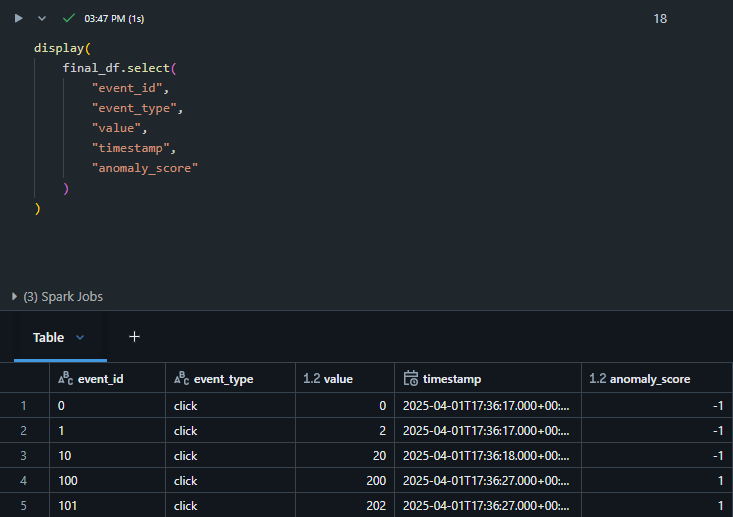 03:47 PM (1s)
18
display(
final_df.select(
"event_id",
"event_type",
"value",
"timestamp",
"anomaly_score"
)
)
(3) Spark Jobs
Table +
ABC event_id ABC event_type 1.2 value timestamp 1.2 anomaly_score
1 0 click 0 2025-04-01T17:36:17.000+00:... -1
2 1 click 2 2025-04-01T17:36:17.000+00:... -1
3 10 click 20 2025-04-01T17:36:18.000+00:... -1
4 100 click 200 2025-04-01T17:36:27.000+00:... 1
5 101 click 202 2025-04-01T17:36:27.000+00:... 1